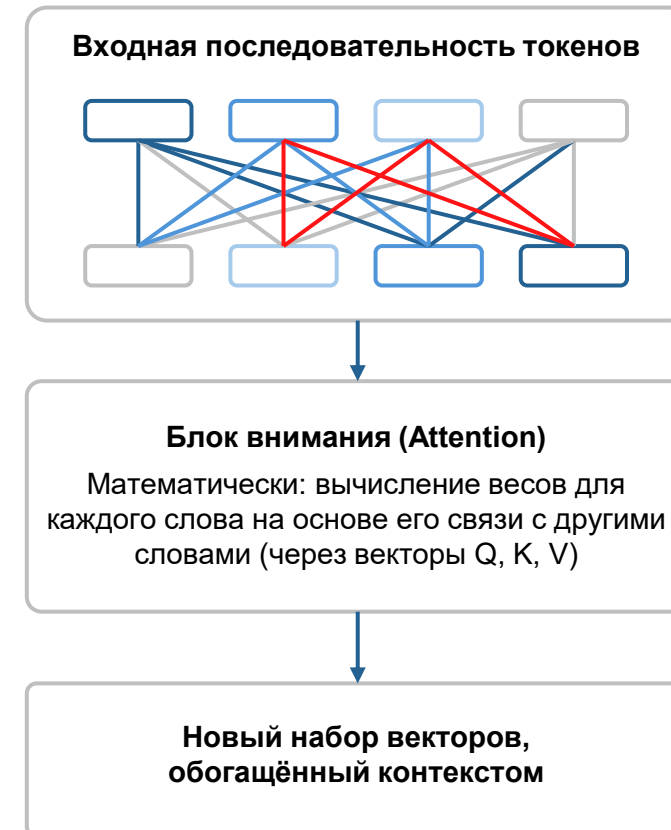 Входная последовательность токенов
Блок внимания (Attention)
Математически: вычисление весов для
каждого слова на основе его связи с другими
словами (через векторы Q, K, V)
Новый набор векторов,
обогащённый контекстом